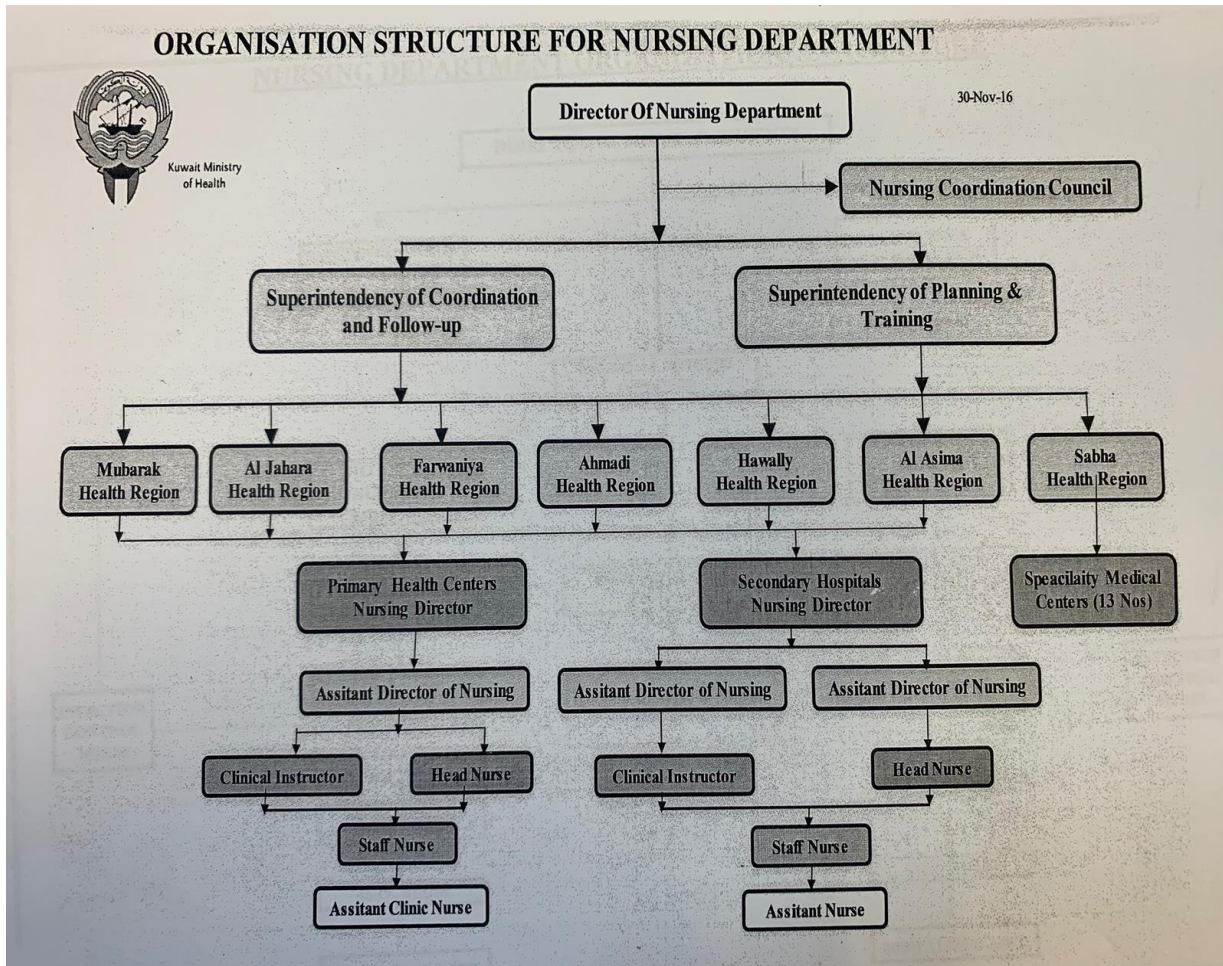 ORGANISATION STRUCTURE FOR NURSING DEPARTMENT
Kuwait Ministry
of Health
30-Nov-16
Director Of Nursing Department
Nursing Coordination Council
Superintendency of Coordination
and Follow-up
Superintendency of Planning &
Training
Mubarak
Health Region
Al Jahara
Health Region
Farwaniya
Health Region
Ahmadi
Health Region
Hawally
Health Region
Al Asima
Health Region
Sabha
Health Region
Primary Health Centers
Nursing Director
Secondary Hospitals
Nursing Director
Speacilaity Medical
Centers (13 Nos)
Assitant Director of Nursing
Assitant Director of Nursing
Assitant Director of Nursing
Clinical Instructor
Head Nurse
Clinical Instructor
Head Nurse
Staff Nurse
Staff Nurse
Assitant Clinic Nurse
Assitant Nurse